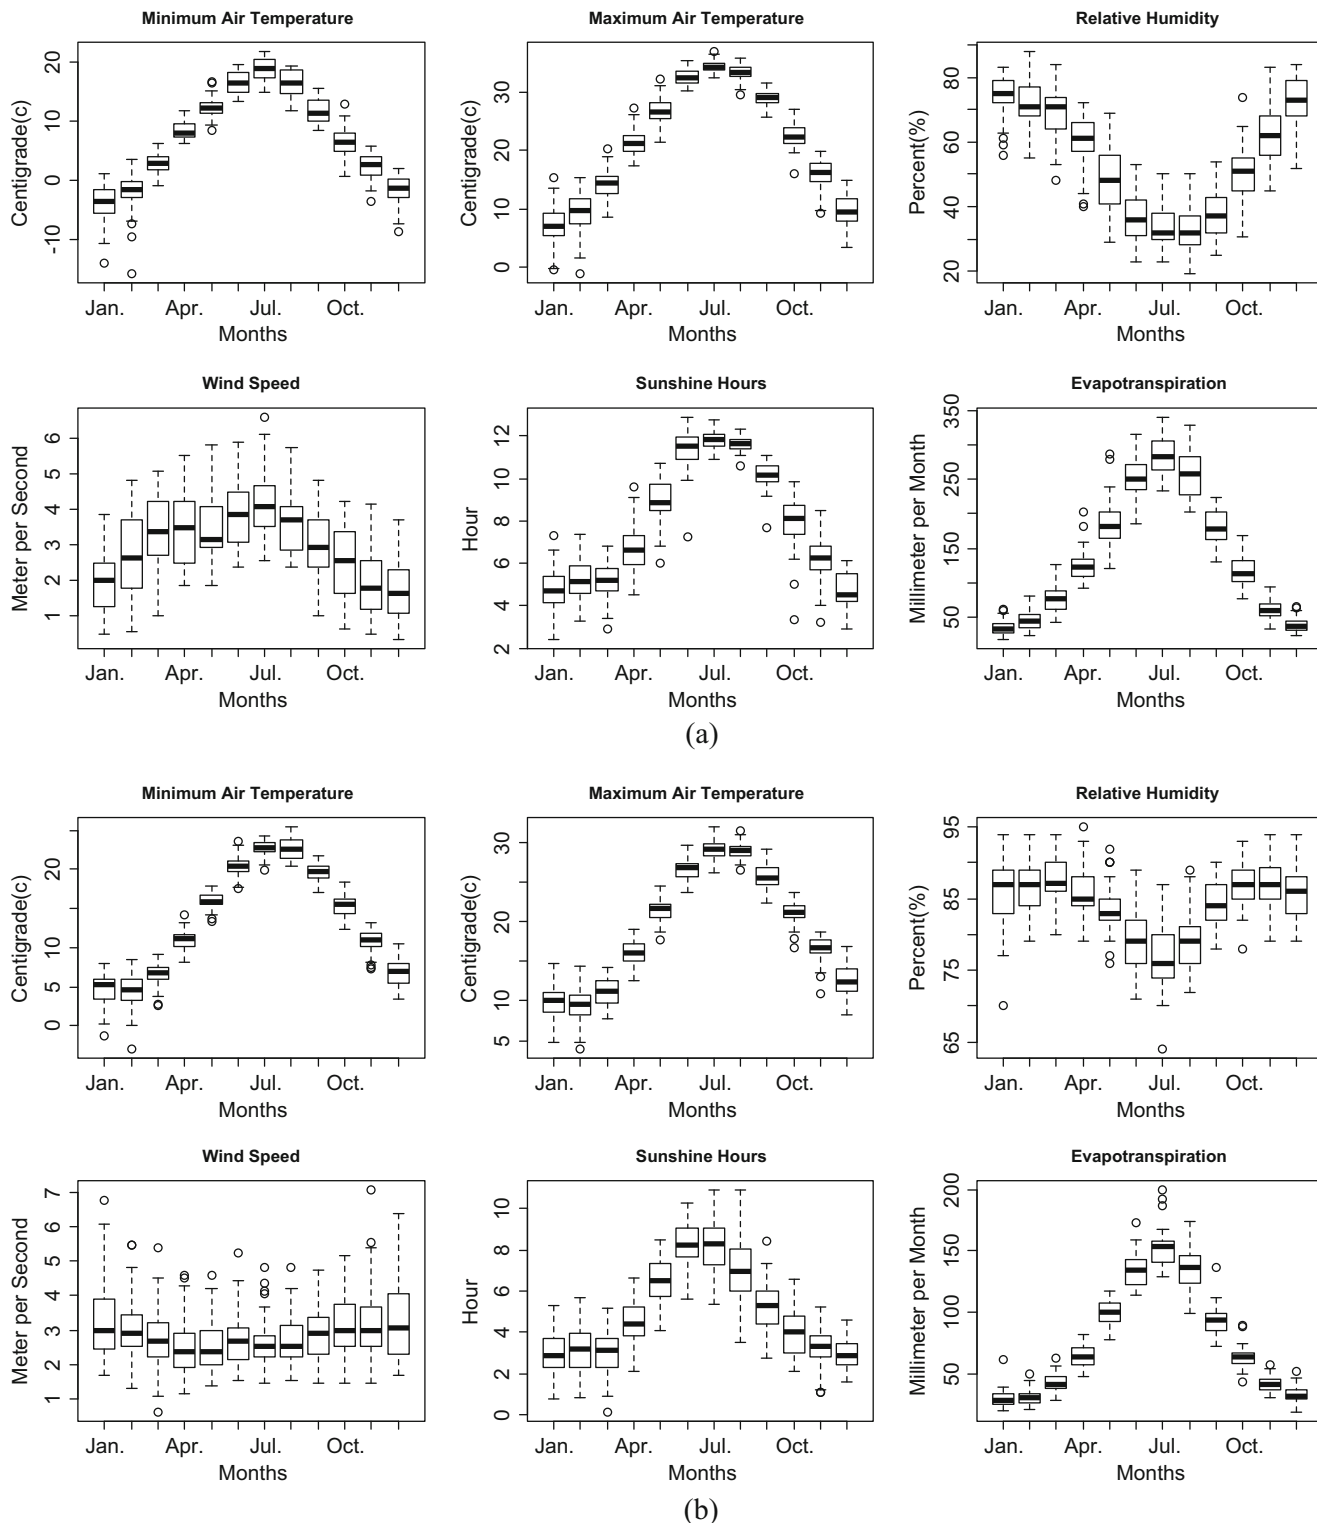 Minimum Air Temperature
Centigrade(c)
20
10
0
-10
Jan. Apr. Jul. Oct.
Months
Maximum Air Temperature
Centigrade(c)
30
20
10
0
Jan. Apr. Jul. Oct.
Months
Relative Humidity
Percent(%)
80
60
40
20
Jan. Apr. Jul. Oct.
Months
Wind Speed
Meter per Second
6
5
4
3
2
1
Jan. Apr. Jul. Oct.
Months
Sunshine Hours
Hour
12
10
8
6
4
2
Jan. Apr. Jul. Oct.
Months
Evapotranspiration
Millimeter per Month
350
250
150
50
Jan. Apr. Jul. Oct.
Months
(a)
Minimum Air Temperature
Centigrade(c)
20
10
5
0
Jan. Apr. Jul. Oct.
Months
Maximum Air Temperature
Centigrade(c)
30
20
10
5
Jan. Apr. Jul. Oct.
Months
Relative Humidity
Percent(%)
95
85
75
65
Jan. Apr. Jul. Oct.
Months
Wind Speed
Meter per Second
7
6
5
4
3
2
1
Jan. Apr. Jul. Oct.
Months
Sunshine Hours
Hour
10
8
6
4
2
0
Jan. Apr. Jul. Oct.
Months
Evapotranspiration
Millimeter per Month
200
150
100
50
Jan. Apr. Jul. Oct.
Months
(b)